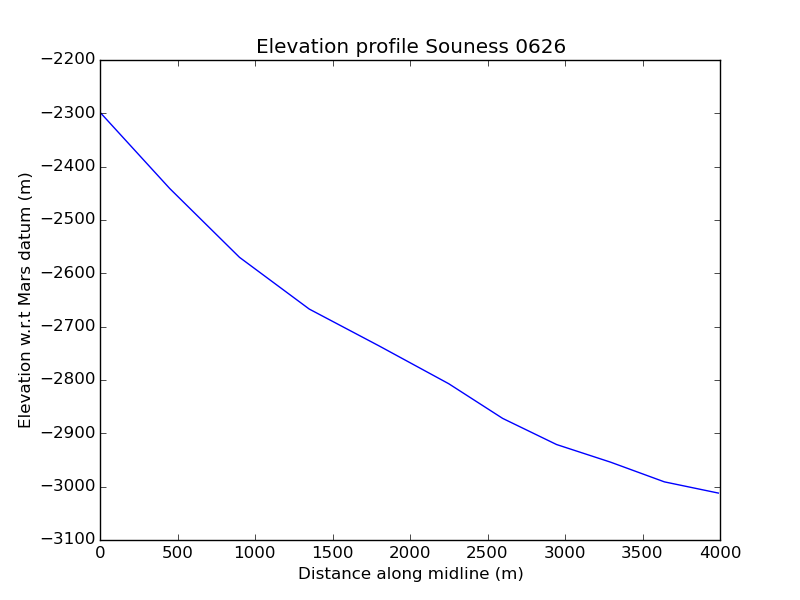 Elevation profile Souness 0626
−2200
−2300
−2400
−2500
−2600
−2700
−2800
−2900
−3000
−3100
Elevation w.r.t Mars datum (m)
0 500 1000 1500 2000 2500 3000 3500 4000
Distance along midline (m)